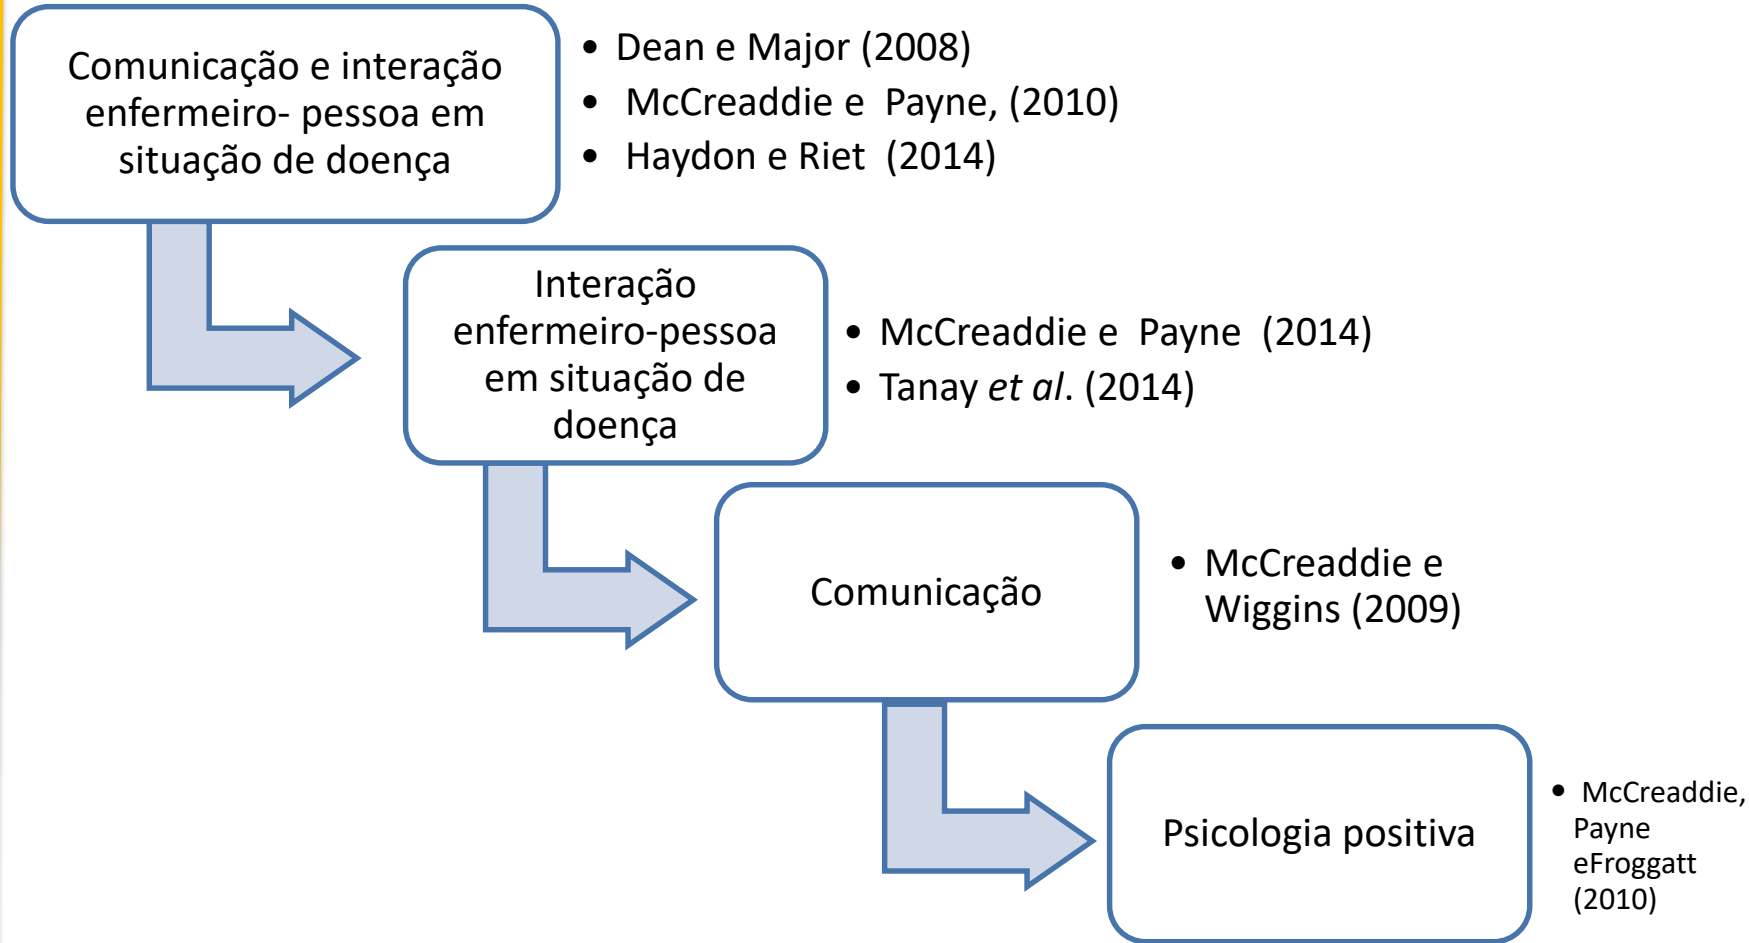 Comunicação e interação
enfermeiro- pessoa em
situação de doença
• Dean e Major (2008)
• McCreaddie e Payne, (2010)
• Haydon e Riet (2014)
Interação
enfermeiro-pessoa
em situação de
doença
• McCreaddie e Payne (2014)
• Tanay et al. (2014)
Comunicação
• McCreaddie e
Wiggins (2009)
Psicologia positiva
• McCreaddie,
Payne
eFroggatt
(2010)